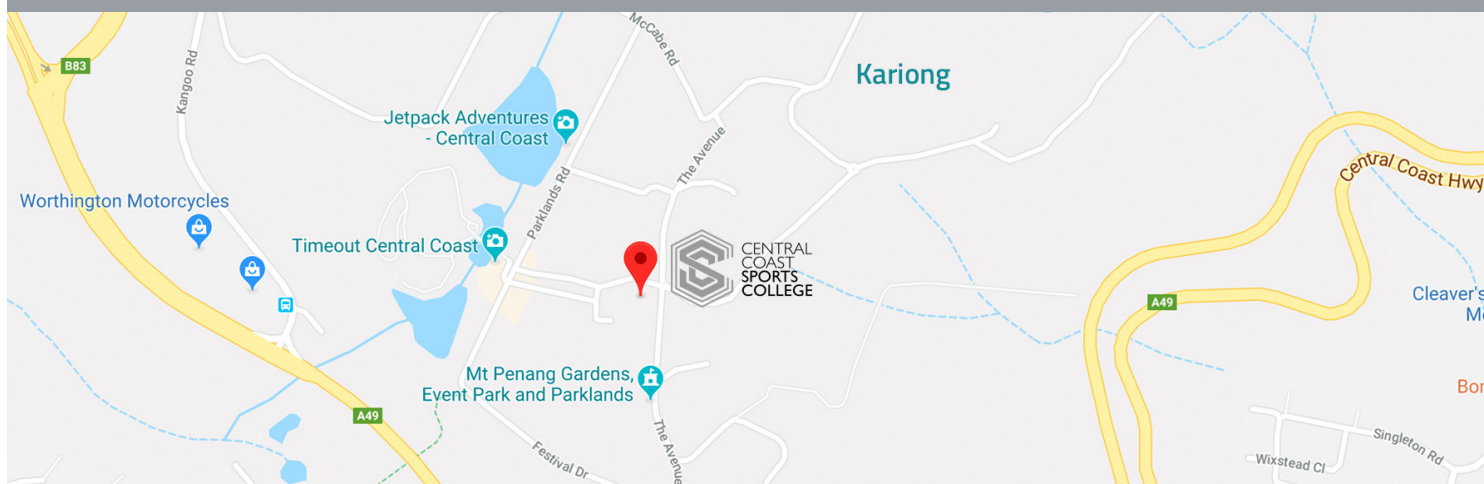 McCabe Rd
B83
Kangoo Rd
Kariong
Jetpack Adventures
- Central Coast
The Avenue
Central Coast Hwy
Parklands Rd
Worthington Motorcycles
Timeout Central Coast
CENTRAL
COAST
SPORTS
COLLEGE
A49
Cleaver's
Mt Penang Gardens,
Event Park and Parklands
A49
The Avenue
Festival Dr
Singleton Rd
Wixstead Cl